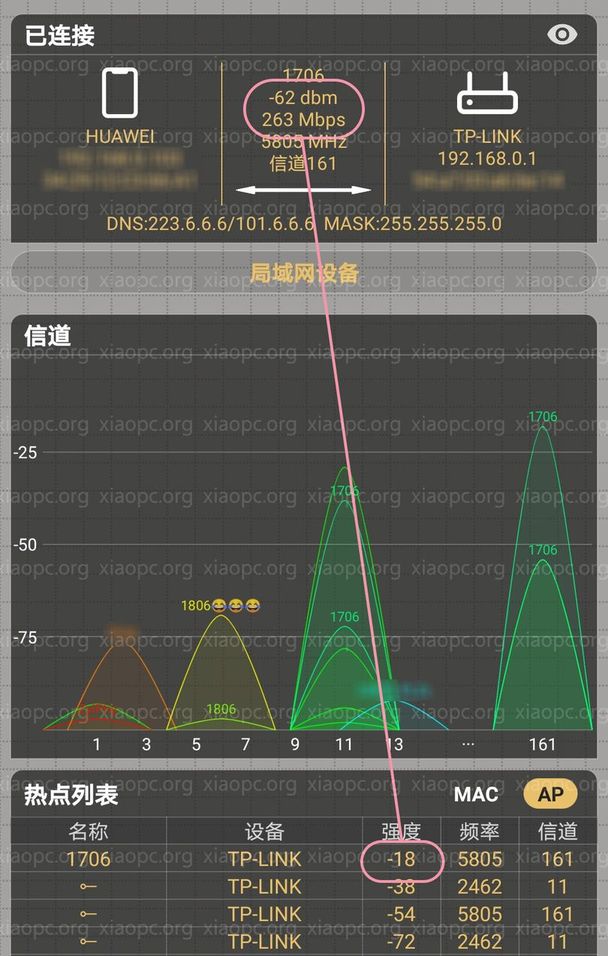 已连接
1706
-62 dbm
263 Mbps
5805 MHz
信道161
HUAWEI
TP-LINK
192.168.0.1
DNS:223.6.6.6/101.6.6.6 MASK:255.255.255.0
局域网设备
信道
-25
-50
-75
1706
1706
1706
1706
1806😂😂😂
1806
1 3 5 7 9 11 13 ... 161
热点列表 MAC AP
名称 设备 强度 频率 信道
1706 TP-LINK -18 5805 161
TP-LINK -38 2462 11
TP-LINK -54 5805 161
TP-LINK -72 2462 11
xiaopc.org